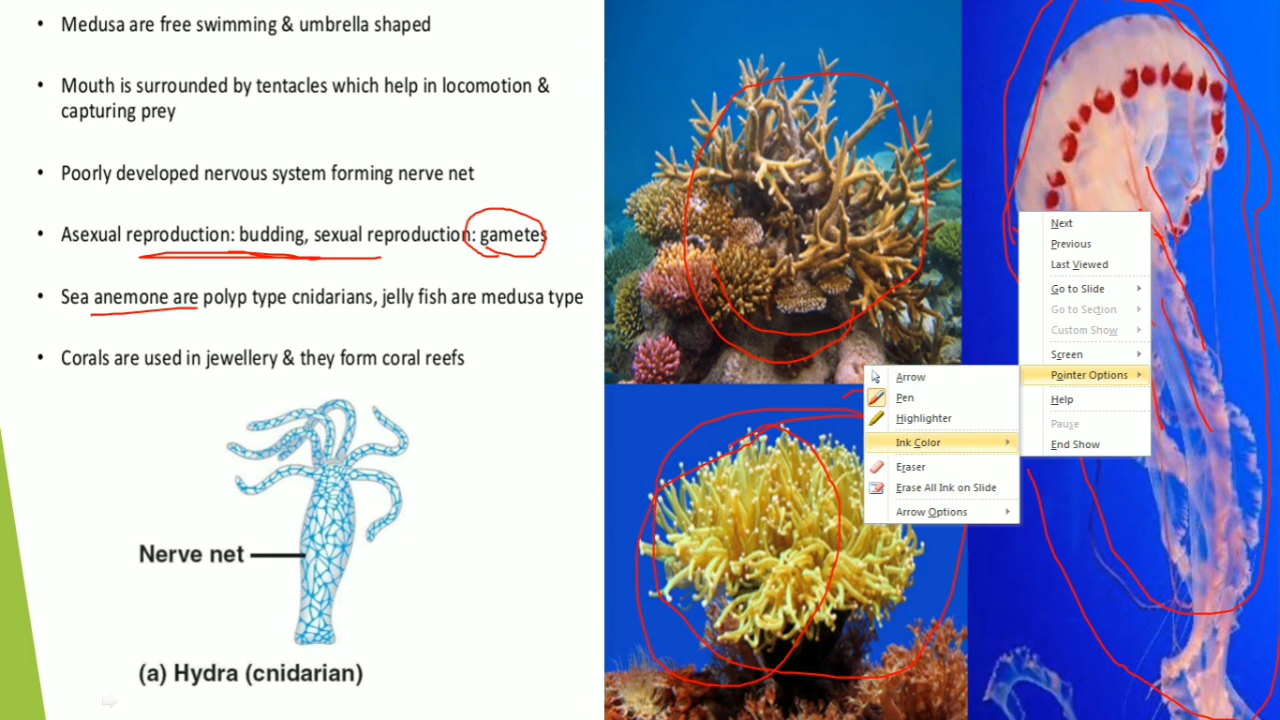 • Medusa are free swimming & umbrella shaped
• Mouth is surrounded by tentacles which help in locomotion &
capturing prey
• Poorly developed nervous system forming nerve net
• Asexual reproduction: budding, sexual reproduction: gametes
• Sea anemone are polyp type cnidarians, jelly fish are medusa type
• Corals are used in jewellery & they form coral reefs
Nerve net
(a) Hydra (cnidarian)
Next
Previous
Last Viewed
Go to Slide
Go to Section
Custom Show
Screen
Pointer Options
Help
Pause
End Show
Arrow
Pen
Highlighter
Ink Color
Eraser
Erase All Ink on Slide
Arrow Options